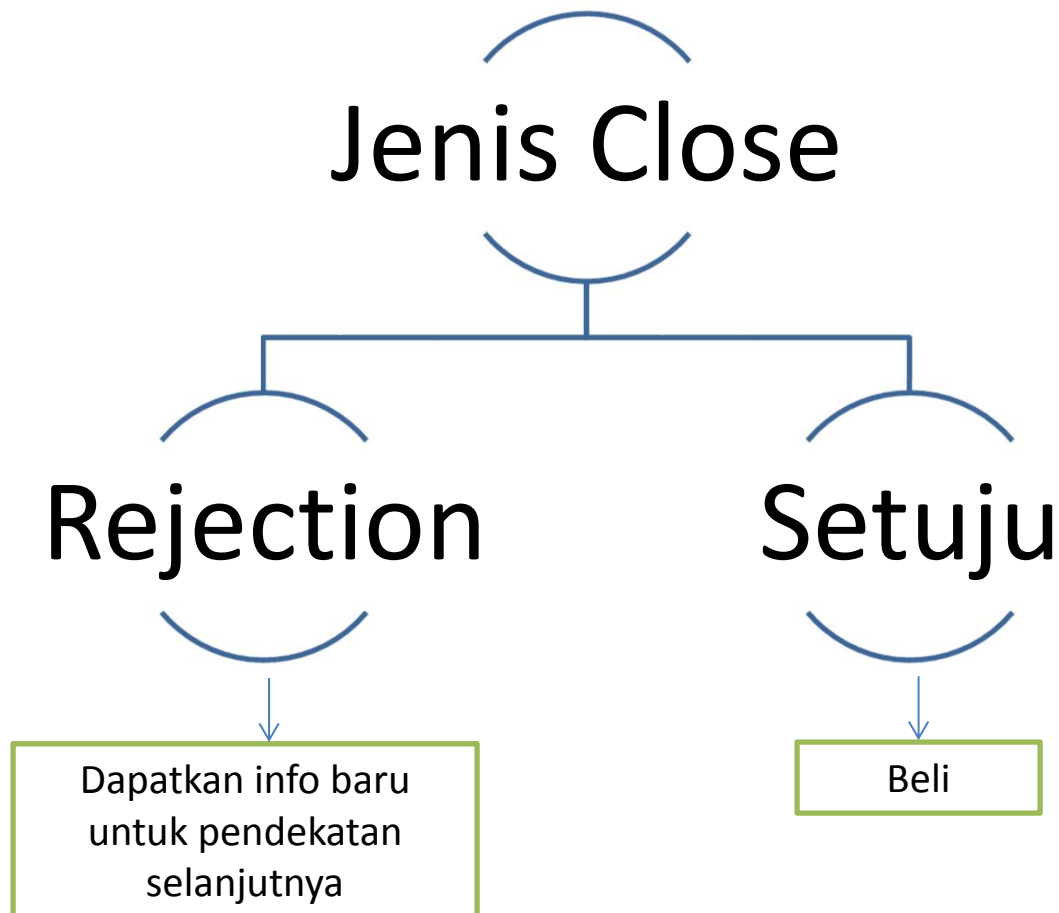 Jenis Close
Rejection
Setuju
Dapatkan info baru
untuk pendekatan
selanjutnya
Beli